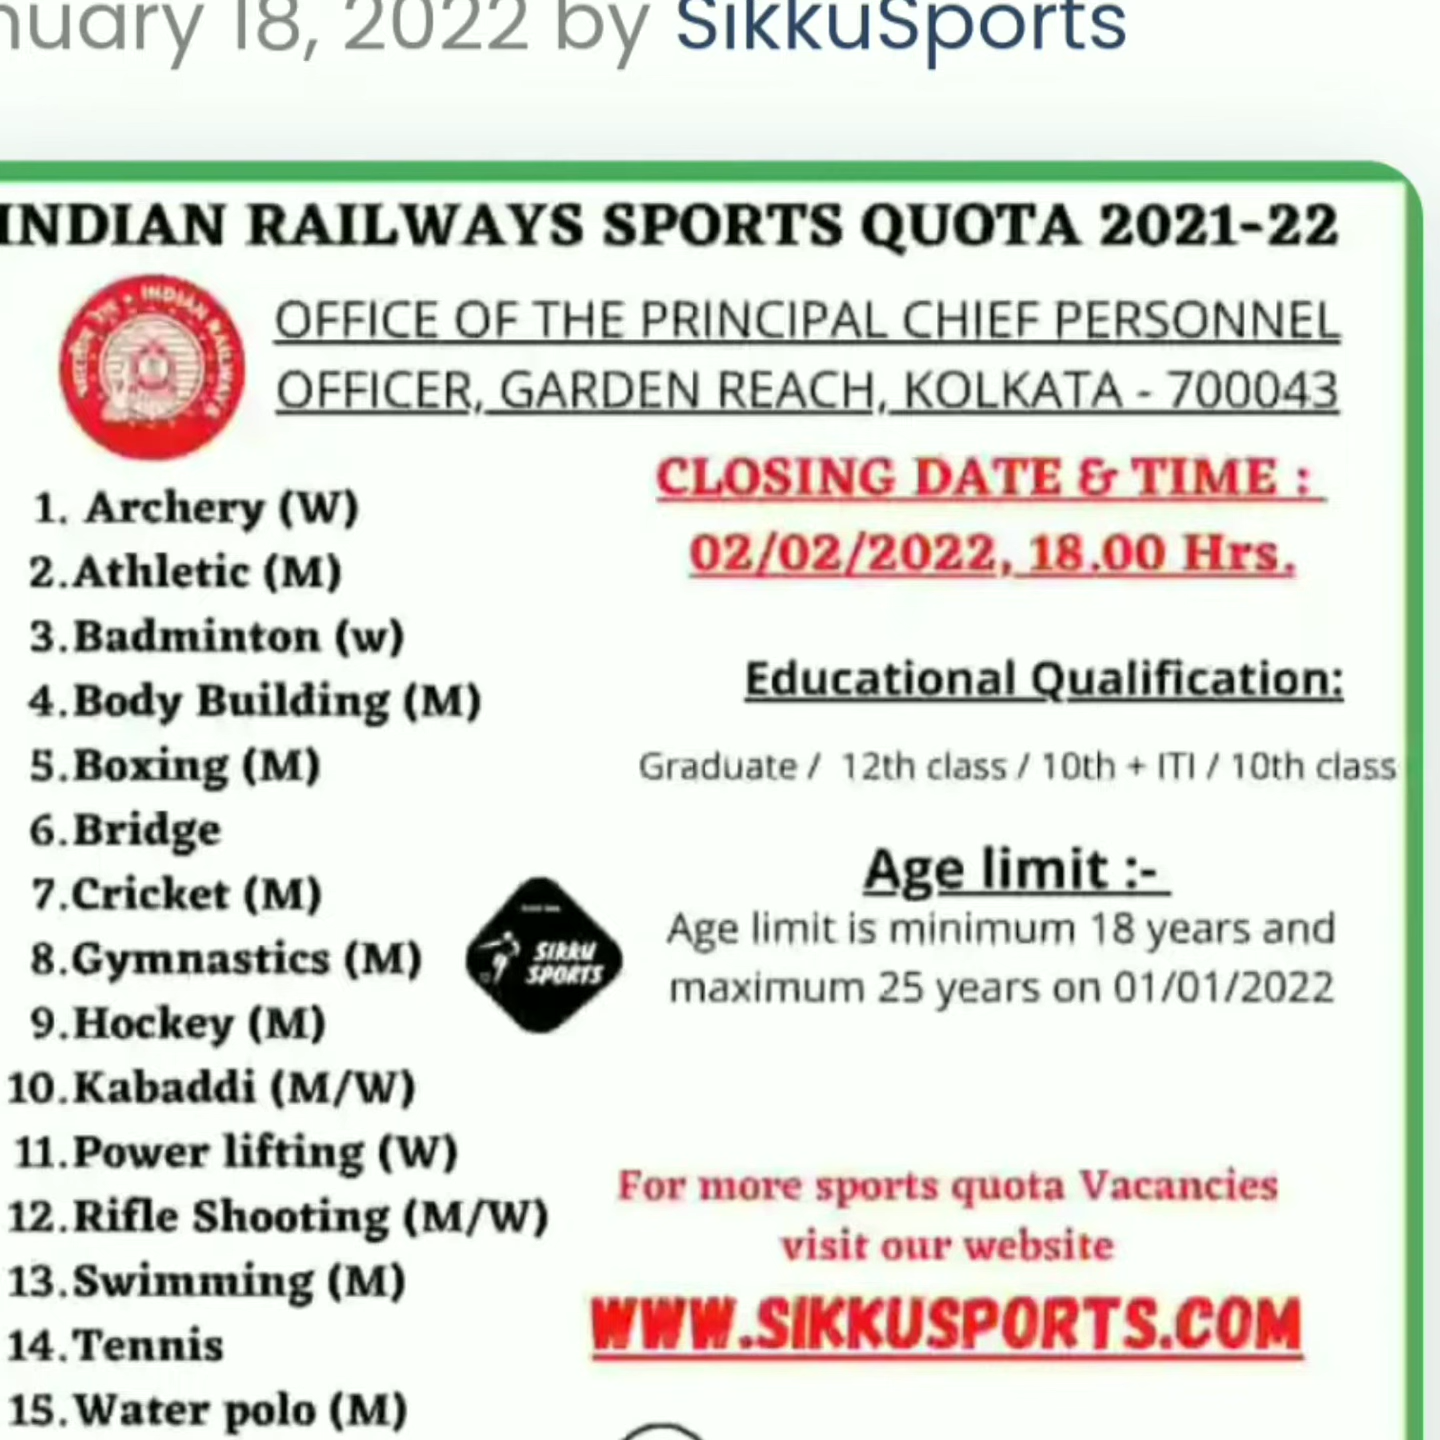 nuary 18, 2022 by SikkuSports
INDIAN RAILWAYS SPORTS QUOTA 2021-22
INDIAN RAILWAYS
OFFICE OF THE PRINCIPAL CHIEF PERSONNEL
OFFICER, GARDEN REACH, KOLKATA - 700043
CLOSING DATE & TIME :
02/02/2022, 18.00 Hrs.
1. Archery (W)
2.Athletic (M)
3.Badminton (w)
4.Body Building (M)
5.Boxing (M)
6.Bridge
7.Cricket (M)
8.Gymnastics (M)
9.Hockey (M)
10.Kabaddi (M/W)
11.Power lifting (W)
12.Rifle Shooting (M/W)
13.Swimming (M)
14.Tennis
15.Water polo (M)
Educational Qualification:
Graduate / 12th class / 10th + ITI / 10th class
Age limit :-
Age limit is minimum 18 years and
maximum 25 years on 01/01/2022
SIKKU
SPORTS
For more sports quota Vacancies
visit our website
WWW.SIKKUSPORTS.COM